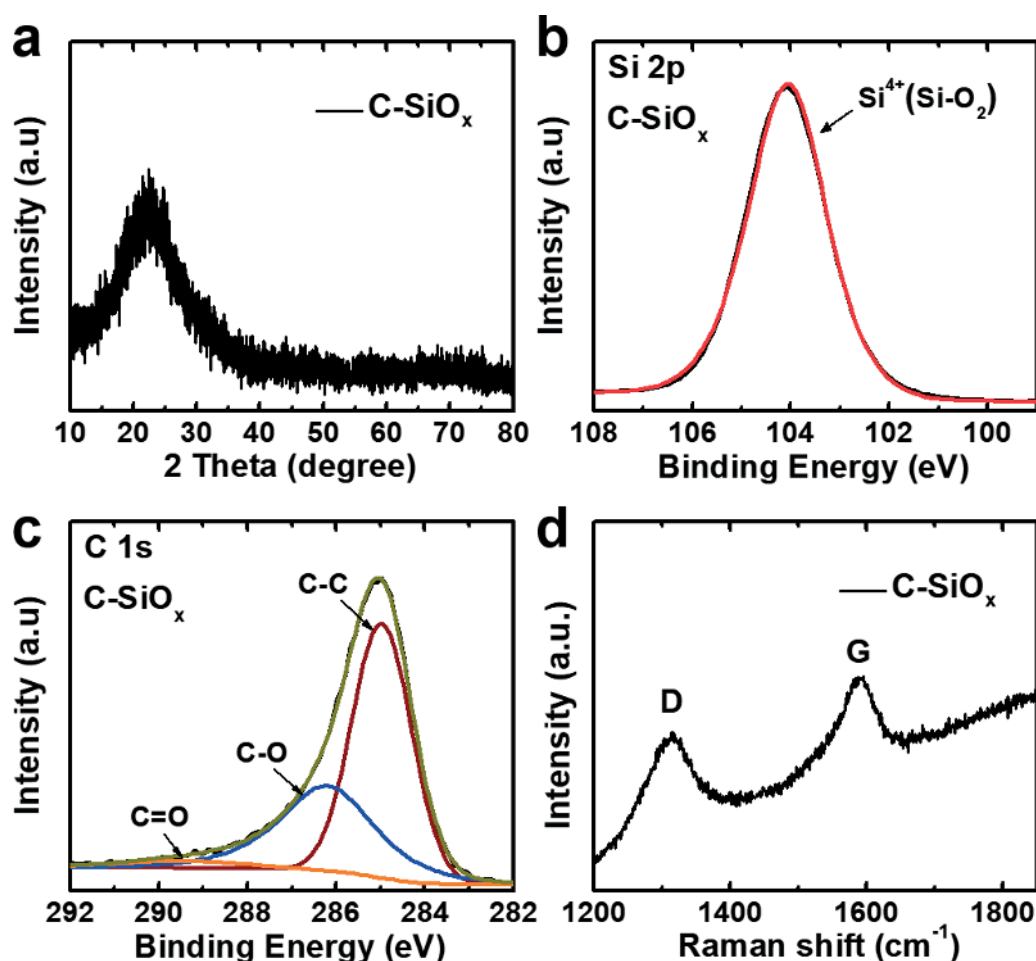 a
C-SiOx
Intensity (a.u)
10 20 30 40 50 60 70 80
2 Theta (degree)
b
Si 2p
C-SiOx
Si4+(Si-O2)
Intensity (a.u)
108 106 104 102 100
Binding Energy (eV)
c
C 1s
C-SiOx
C-C
C-O
C=O
Intensity (a.u)
292 290 288 286 284 282
Binding Energy (eV)
d
C-SiOx
D
G
Intensity (a.u.)
1200 1400 1600 1800
Raman shift (cm-1)